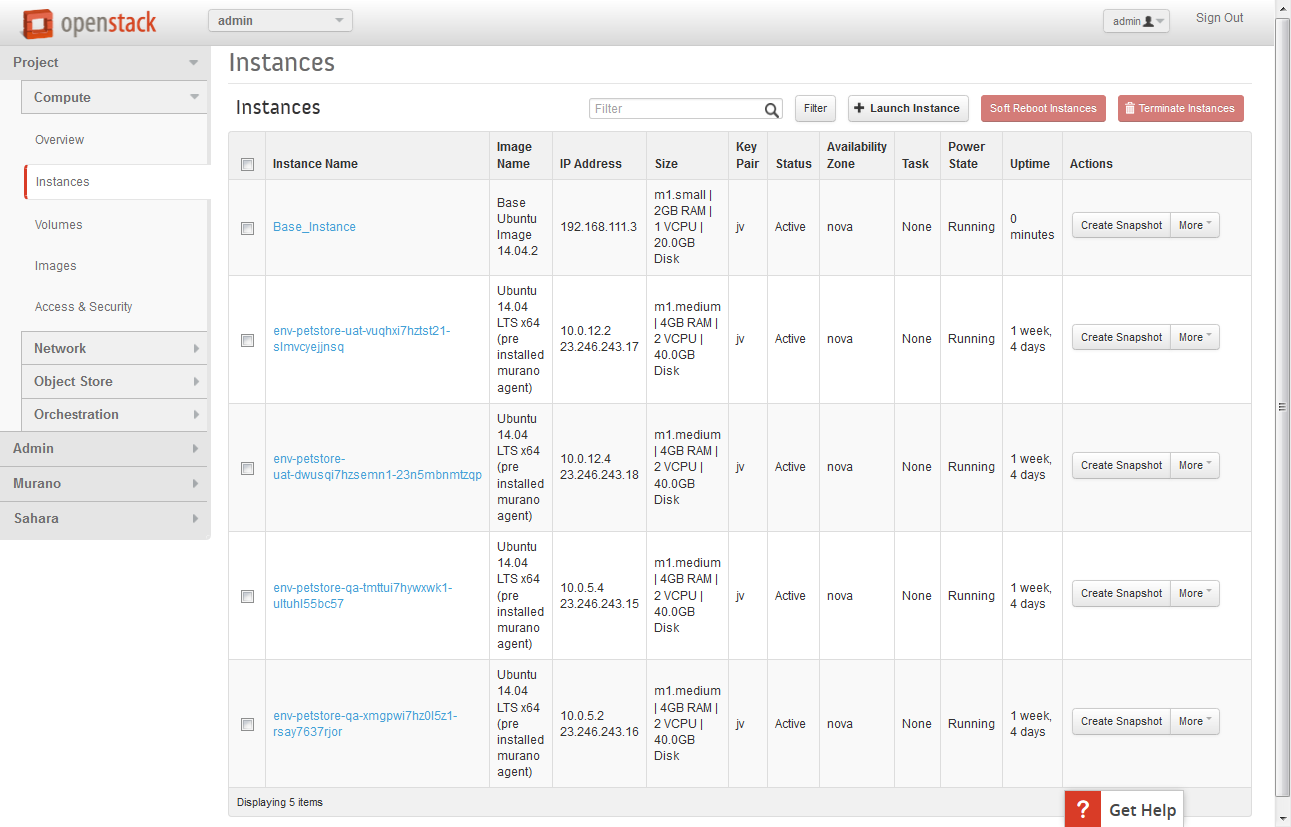 openstack
admin
admin
Sign Out
Project
Compute
Overview
Instances
Volumes
Images
Access & Security
Network
Object Store
Orchestration
Admin
Murano
Sahara
Instances
Instances
Filter
Filter
+ Launch Instance
Soft Reboot Instances
Terminate Instances
Instance Name
Image
Name
IP Address
Size
Key
Pair
Status
Availability
Zone
Task
Power
State
Uptime
Actions
Base_Instance
Base
Ubuntu
Image
14.04.2
192.168.111.3
m1.small |
2GB RAM |
1 VCPU |
20.0GB
Disk
jv
Active
nova
None
Running
0
minutes
Create Snapshot
More
env-petstore-uat-vuqhxi7hztst21-
slmvcyejjnsq
Ubuntu
14.04
LTS x64
(pre
installed
murano
agent)
10.0.12.2
23.246.243.17
m1.medium
| 4GB RAM |
2 VCPU |
40.0GB
Disk
jv
Active
nova
None
Running
1 week,
4 days
Create Snapshot
More
env-petstore-
uat-dwusqi7hzsemn1-23n5mbnmtzqp
Ubuntu
14.04
LTS x64
(pre
installed
murano
agent)
10.0.12.4
23.246.243.18
m1.medium
| 4GB RAM |
2 VCPU |
40.0GB
Disk
jv
Active
nova
None
Running
1 week,
4 days
Create Snapshot
More
env-petstore-qa-tmttui7hywxwk1-
ultuhl55bc57
Ubuntu
14.04
LTS x64
(pre
installed
murano
agent)
10.0.5.4
23.246.243.15
m1.medium
| 4GB RAM |
2 VCPU |
40.0GB
Disk
jv
Active
nova
None
Running
1 week,
4 days
Create Snapshot
More
env-petstore-qa-xmgpwi7hz0l5z1-
rsay7637rjor
Ubuntu
14.04
LTS x64
(pre
installed
murano
agent)
10.0.5.2
23.246.243.16
m1.medium
| 4GB RAM |
2 VCPU |
40.0GB
Disk
jv
Active
nova
None
Running
1 week,
4 days
Create Snapshot
More
Displaying 5 items
? Get Help